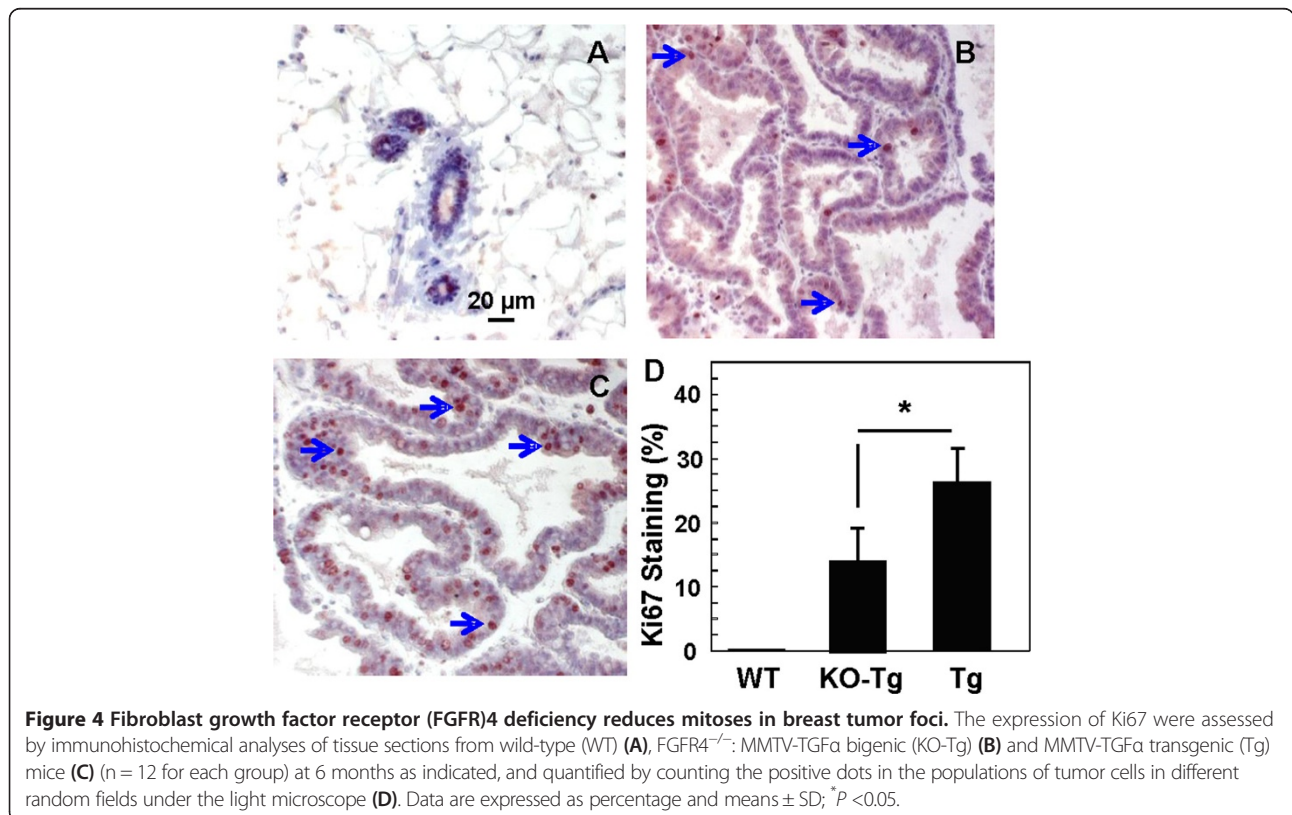 A
20 µm
B
C
D
Ki67 Staining (%)
40
30
20
10
0
*
WT KO-Tg Tg
Figure 4 Fibroblast growth factor receptor (FGFR)4 deficiency reduces mitoses in breast tumor foci. The expression of Ki67 were assessed
by immunohistochemical analyses of tissue sections from wild-type (WT) (A), FGFR4−/−: MMTV-TGFα bigenic (KO-Tg) (B) and MMTV-TGFα transgenic (Tg)
mice (C) (n = 12 for each group) at 6 months as indicated, and quantified by counting the positive dots in the populations of tumor cells in different
random fields under the light microscope (D). Data are expressed as percentage and means ± SD; *P <0.05.